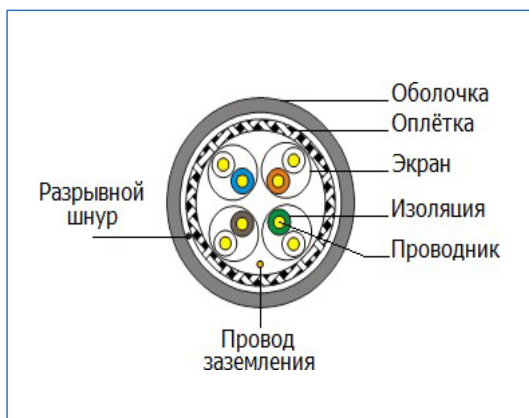 Оболочка
Оплётка
Экран
Разрывной
шнур
Изоляция
Проводник
Провод
заземления